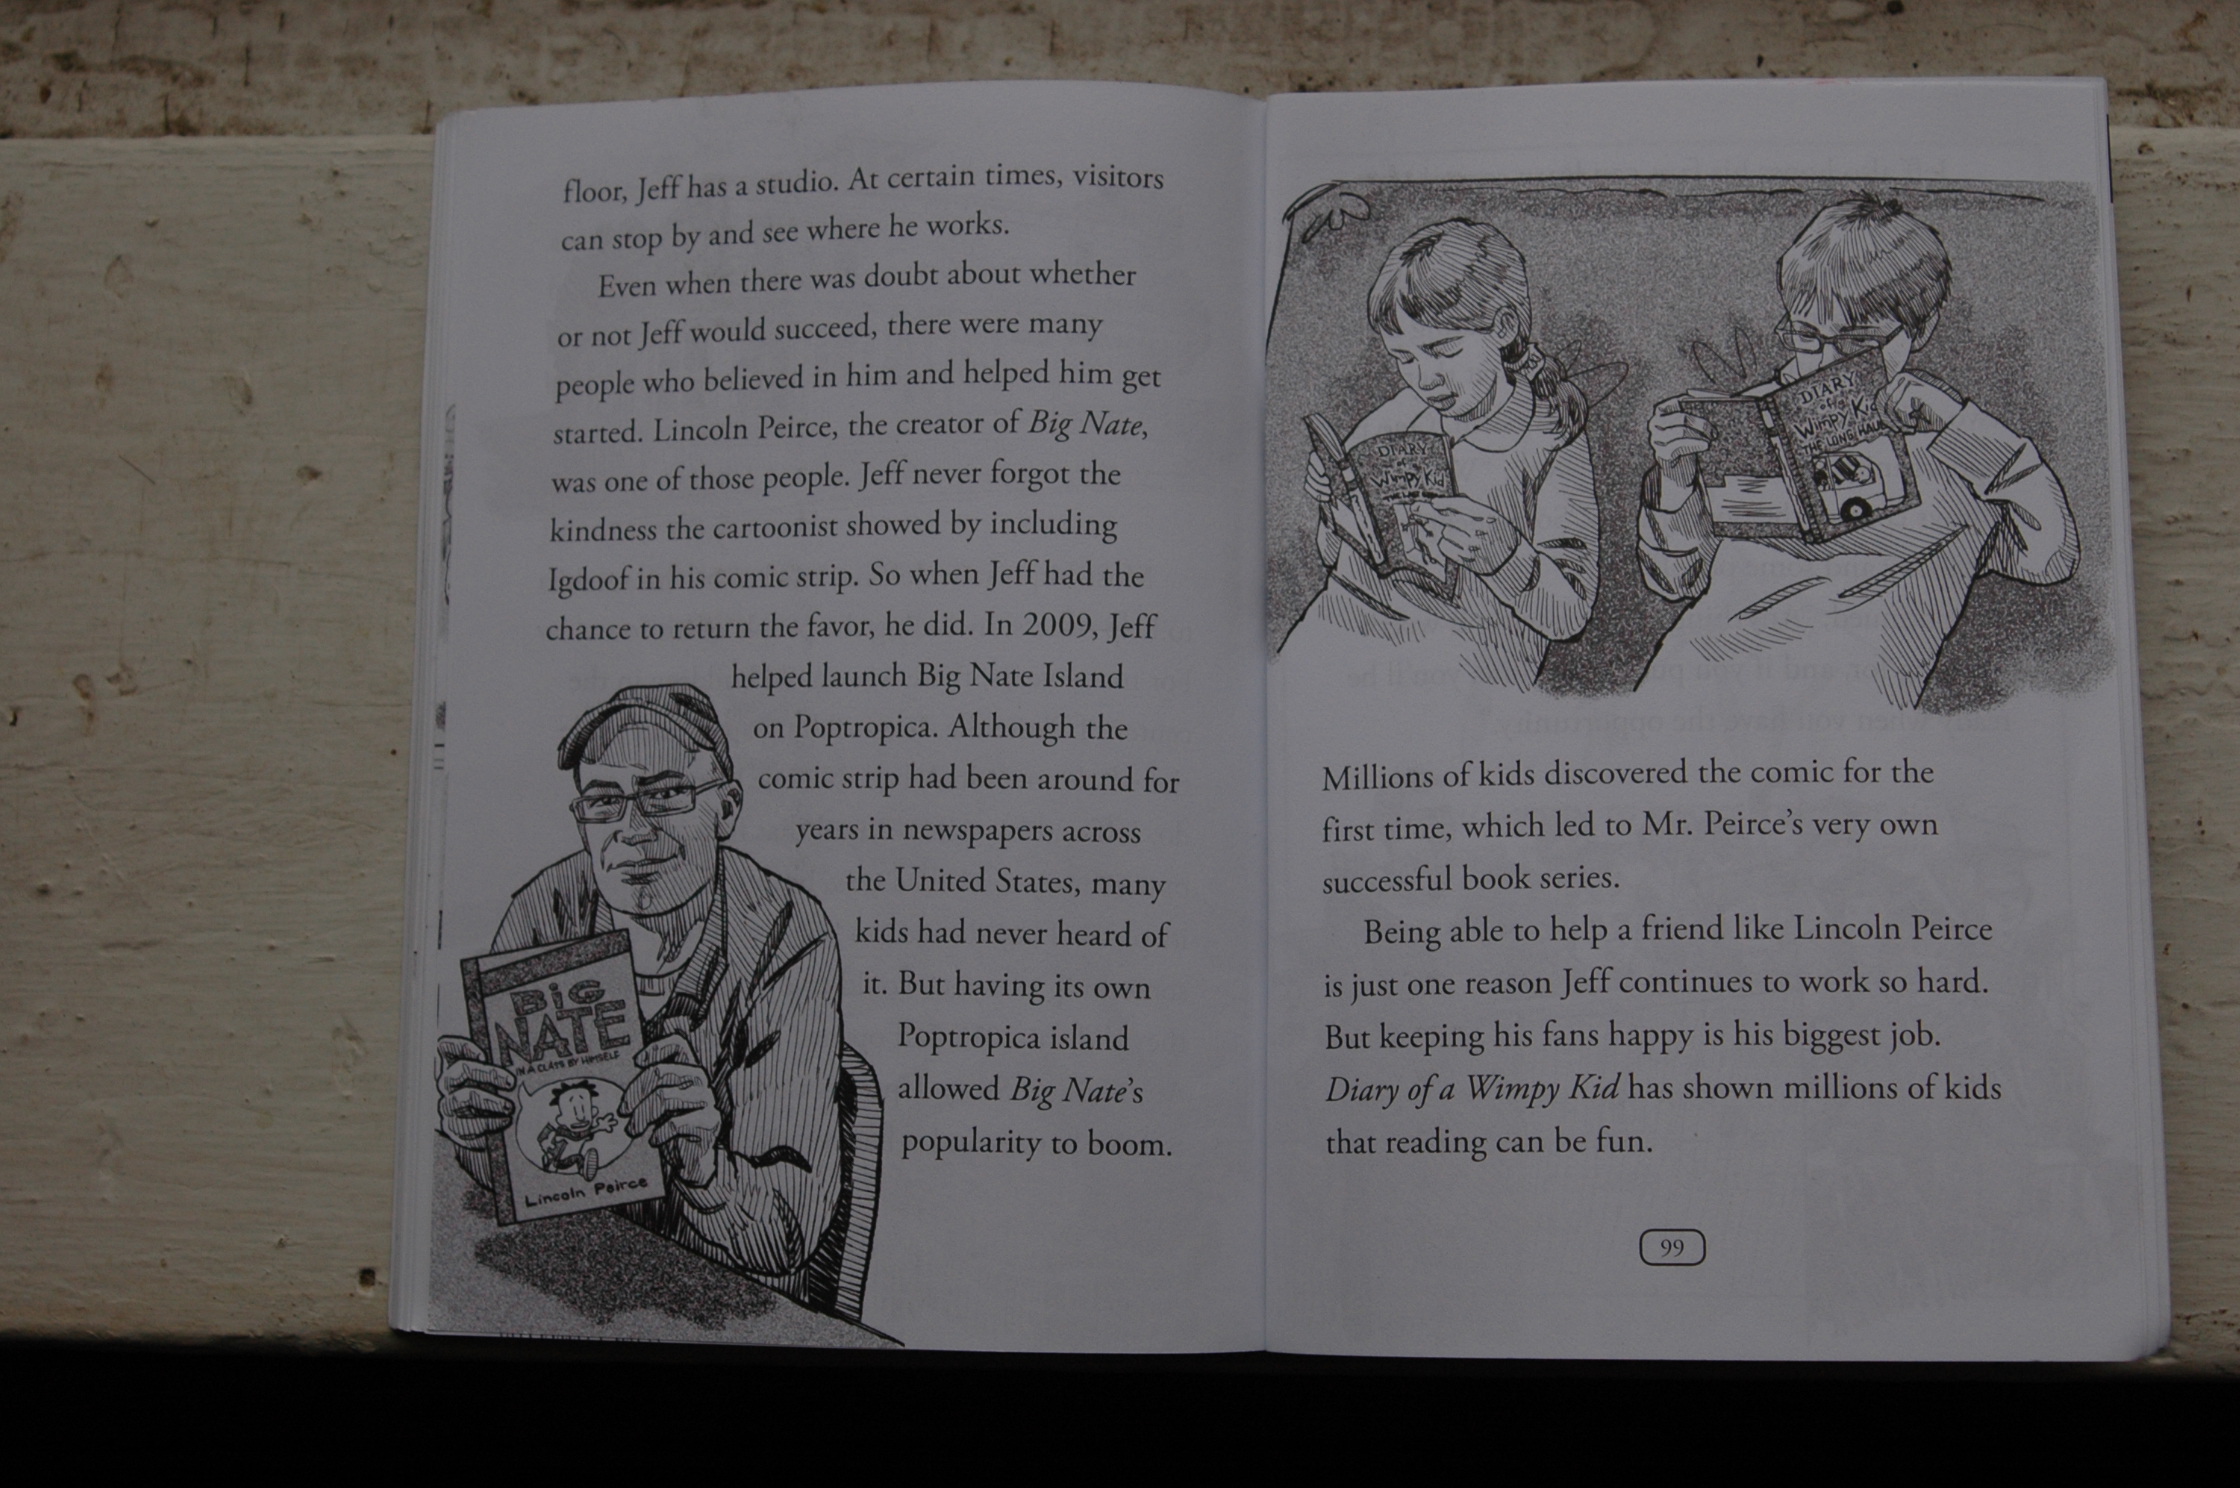 floor, Jeff has a studio. At certain times, visitors
can stop by and see where he works.
Even when there was doubt about whether
or not Jeff would succeed, there were many
people who believed in him and helped him get
started. Lincoln Peirce, the creator of Big Nate,
was one of those people. Jeff never forgot the
kindness the cartoonist showed by including
Igdoof in his comic strip. So when Jeff had the
chance to return the favor, he did. In 2009, Jeff
helped launch Big Nate Island
on Poptropica. Although the
comic strip had been around for
years in newspapers across
the United States, many
kids had never heard of
it. But having its own
Poptropica island
allowed Big Nate's
popularity to boom.
BiG
NATE
IN A CLASS BY HIMSELF
Lincoln Peirce
DIARY
of a
Wimpy Kid
THE LAST
DIARY
of a
Wimpy Kid
THE LONG HAUL
Millions of kids discovered the comic for the
first time, which led to Mr. Peirce's very own
successful book series.
Being able to help a friend like Lincoln Peirce
is just one reason Jeff continues to work so hard.
But keeping his fans happy is his biggest job.
Diary of a Wimpy Kid has shown millions of kids
that reading can be fun.
99